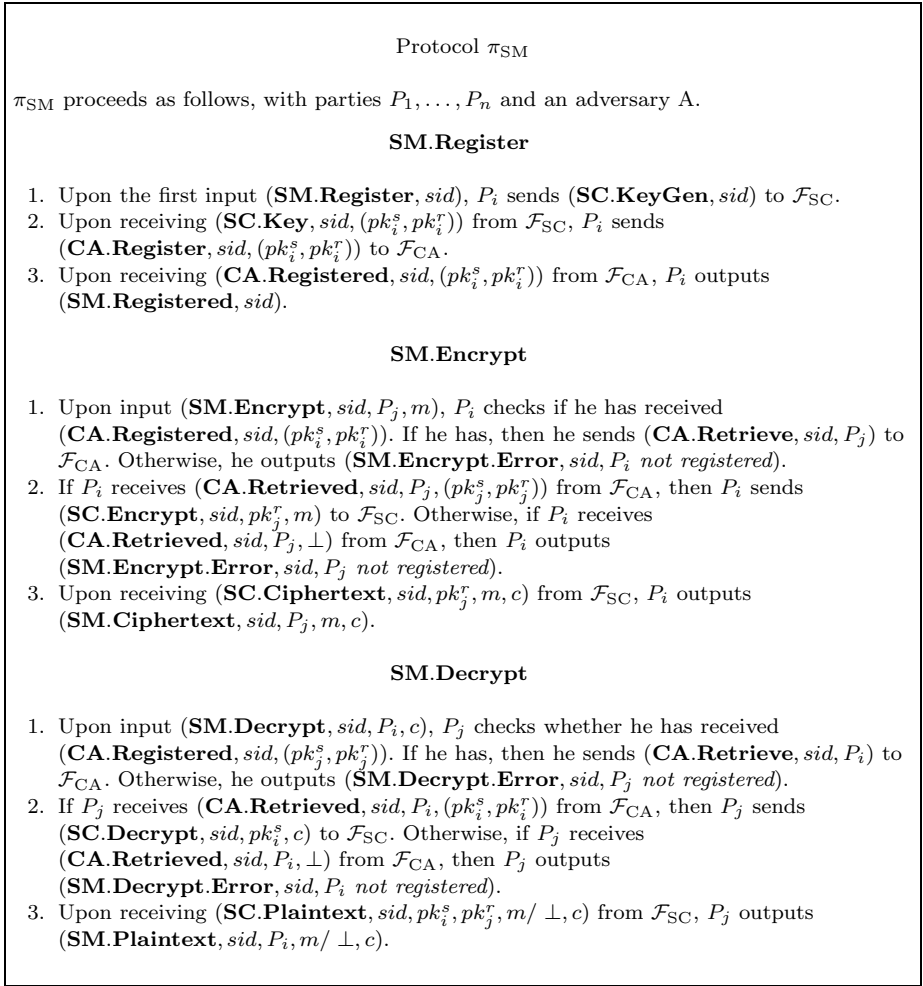 Protocol π_SM
π_SM proceeds as follows, with parties P_1, . . . , P_n and an adversary A.
SM.Register
1. Upon the first input (SM.Register, sid), P_i sends (SC.KeyGen, sid) to F_SC.
2. Upon receiving (SC.Key, sid, (pk_i^s, pk_i^r)) from F_SC, P_i sends
(CA.Register, sid, (pk_i^s, pk_i^r)) to F_CA.
3. Upon receiving (CA.Registered, sid, (pk_i^s, pk_i^r)) from F_CA, P_i outputs
(SM.Registered, sid).
SM.Encrypt
1. Upon input (SM.Encrypt, sid, P_j, m), P_i checks if he has received
(CA.Registered, sid, (pk_i^s, pk_i^r)). If he has, then he sends (CA.Retrieve, sid, P_j) to
F_CA. Otherwise, he outputs (SM.Encrypt.Error, sid, P_i not registered).
2. If P_i receives (CA.Retrieved, sid, P_j, (pk_j^s, pk_j^r)) from F_CA, then P_i sends
(SC.Encrypt, sid, pk_j^r, m) to F_SC. Otherwise, if P_i receives
(CA.Retrieved, sid, P_j, ⊥) from F_CA, then P_i outputs
(SM.Encrypt.Error, sid, P_j not registered).
3. Upon receiving (SC.Ciphertext, sid, pk_j^r, m, c) from F_SC, P_i outputs
(SM.Ciphertext, sid, P_j, m, c).
SM.Decrypt
1. Upon input (SM.Decrypt, sid, P_i, c), P_j checks whether he has received
(CA.Registered, sid, (pk_j^s, pk_j^r)). If he has, then he sends (CA.Retrieve, sid, P_i) to
F_CA. Otherwise, he outputs (SM.Decrypt.Error, sid, P_j not registered).
2. If P_j receives (CA.Retrieved, sid, P_i, (pk_i^s, pk_i^r)) from F_CA, then P_j sends
(SC.Decrypt, sid, pk_i^s, c) to F_SC. Otherwise, if P_j receives
(CA.Retrieved, sid, P_i, ⊥) from F_CA, then P_j outputs
(SM.Decrypt.Error, sid, P_i not registered).
3. Upon receiving (SC.Plaintext, sid, pk_i^s, pk_j^r, m/ ⊥, c) from F_SC, P_j outputs
(SM.Plaintext, sid, P_i, m/ ⊥, c).